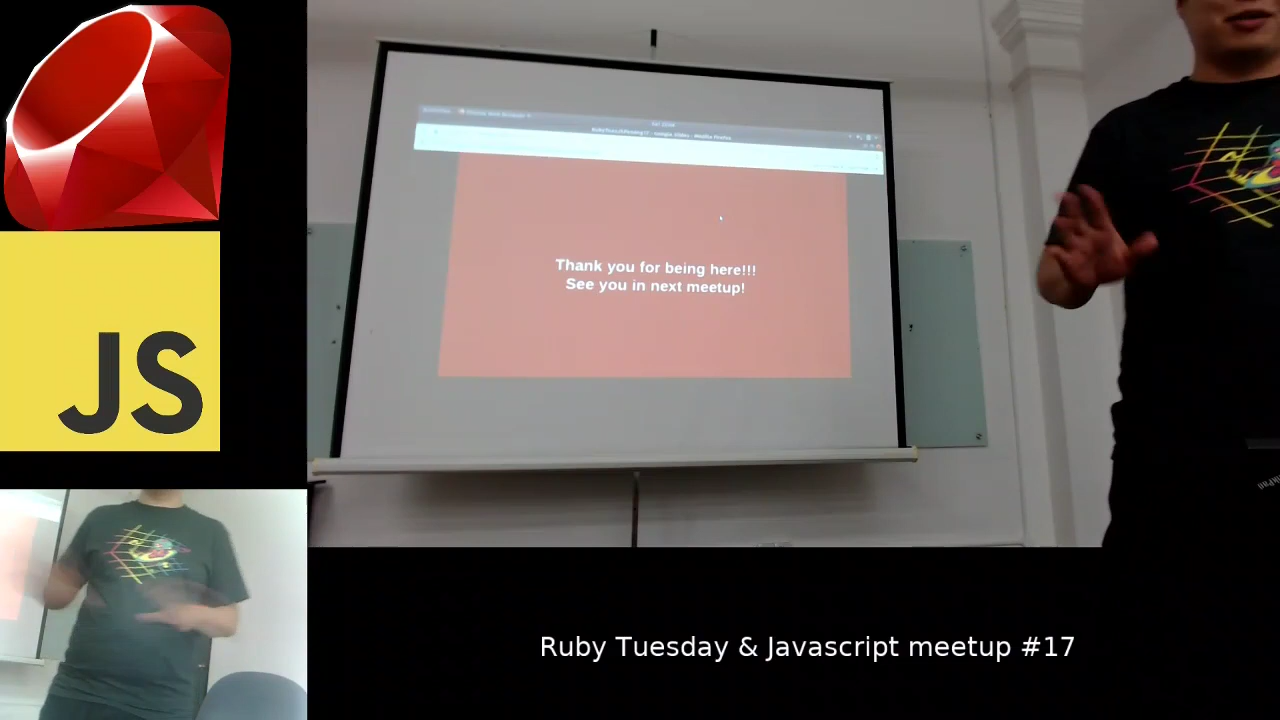 JS
Thank you for being here!!!
See you in next meetup!
Ruby Tuesday & Javascript meetup #17